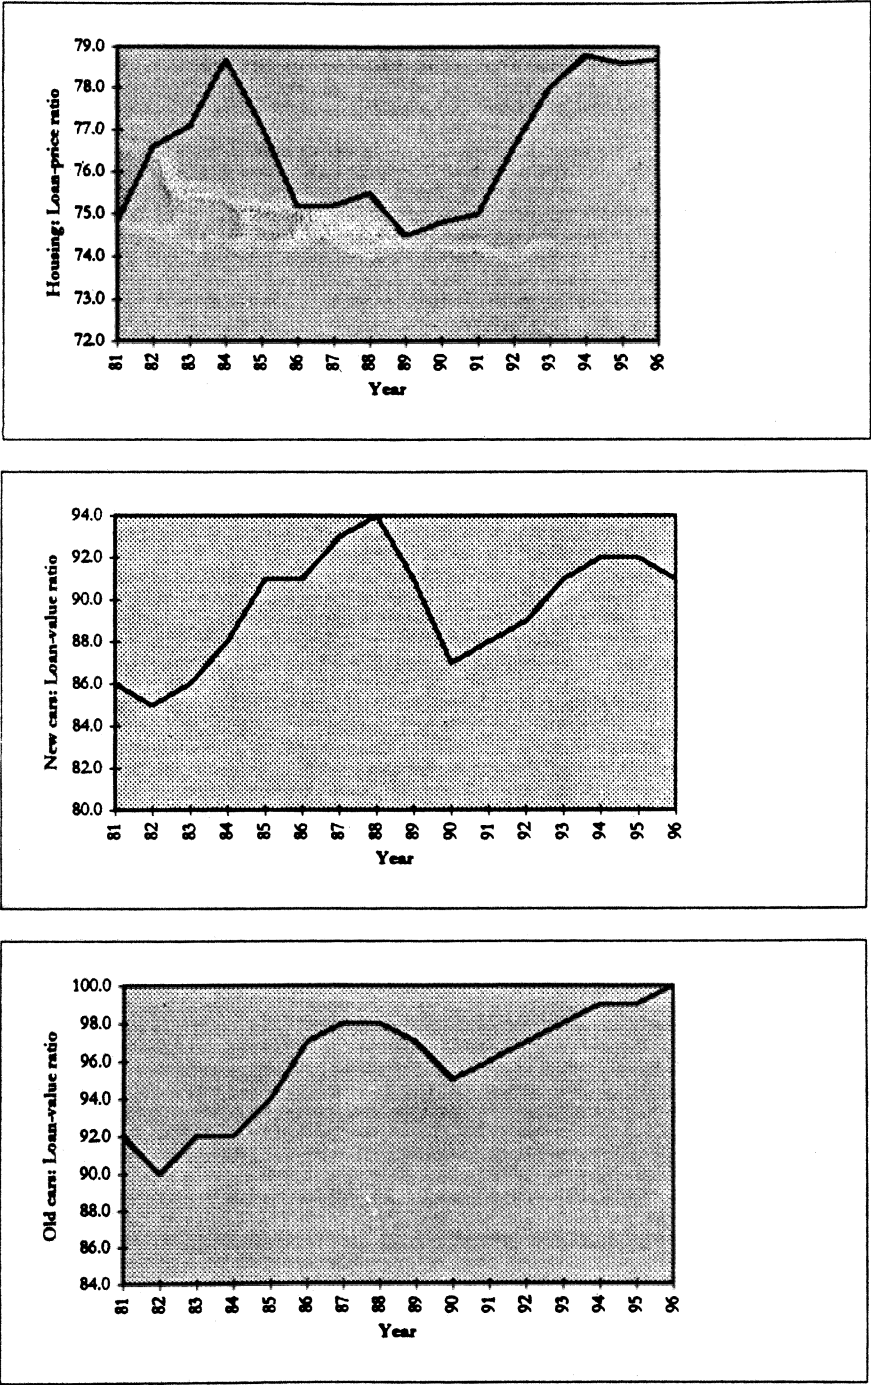 79.0
78.0
77.0
76.0
75.0
74.0
73.0
72.0
Housing: Loan-price ratio
81 82 83 84 85 86 87 88 89 90 91 92 93 94 95 96
Year
94.0
92.0
90.0
88.0
86.0
84.0
82.0
80.0
New cars: Loan-value ratio
81 82 83 84 85 86 87 88 89 90 91 92 93 94 95 96
Year
100.0
98.0
96.0
94.0
92.0
90.0
88.0
86.0
84.0
Old cars: Loan-value ratio
81 82 83 84 85 86 87 88 89 90 91 92 93 94 95 96
Year